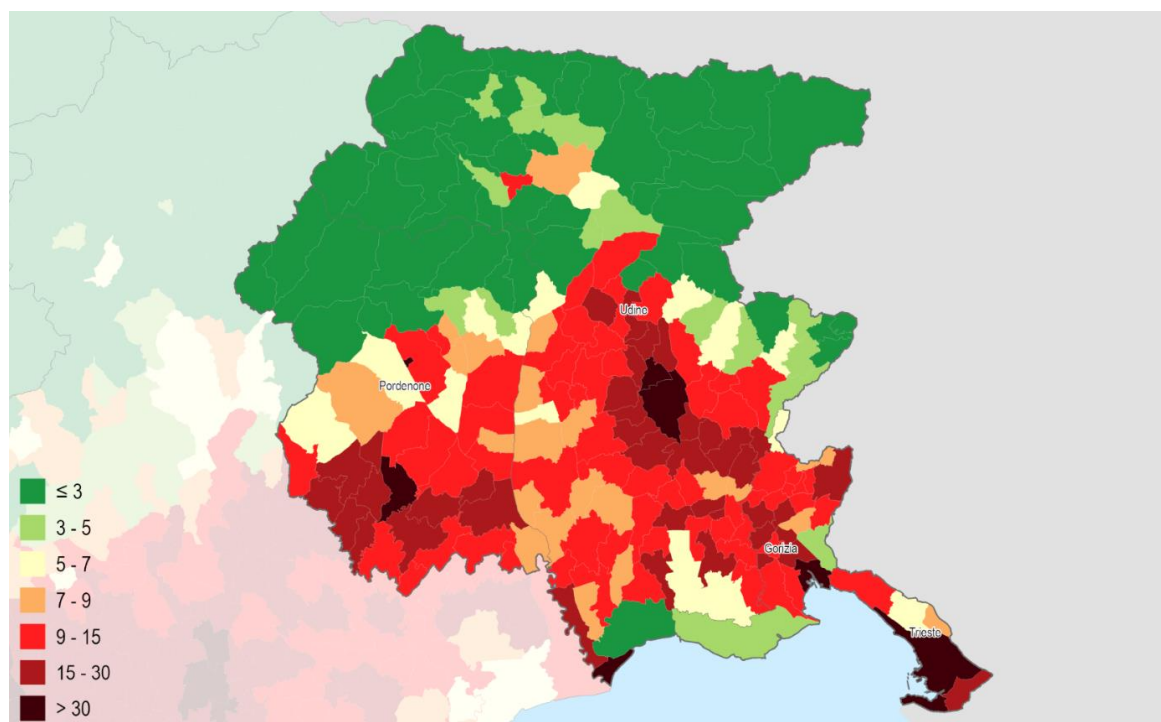 Udine
Pordenone
Gorizia
Trieste
≤ 3
3 - 5
5 - 7
7 - 9
9 - 15
15 - 30
> 30